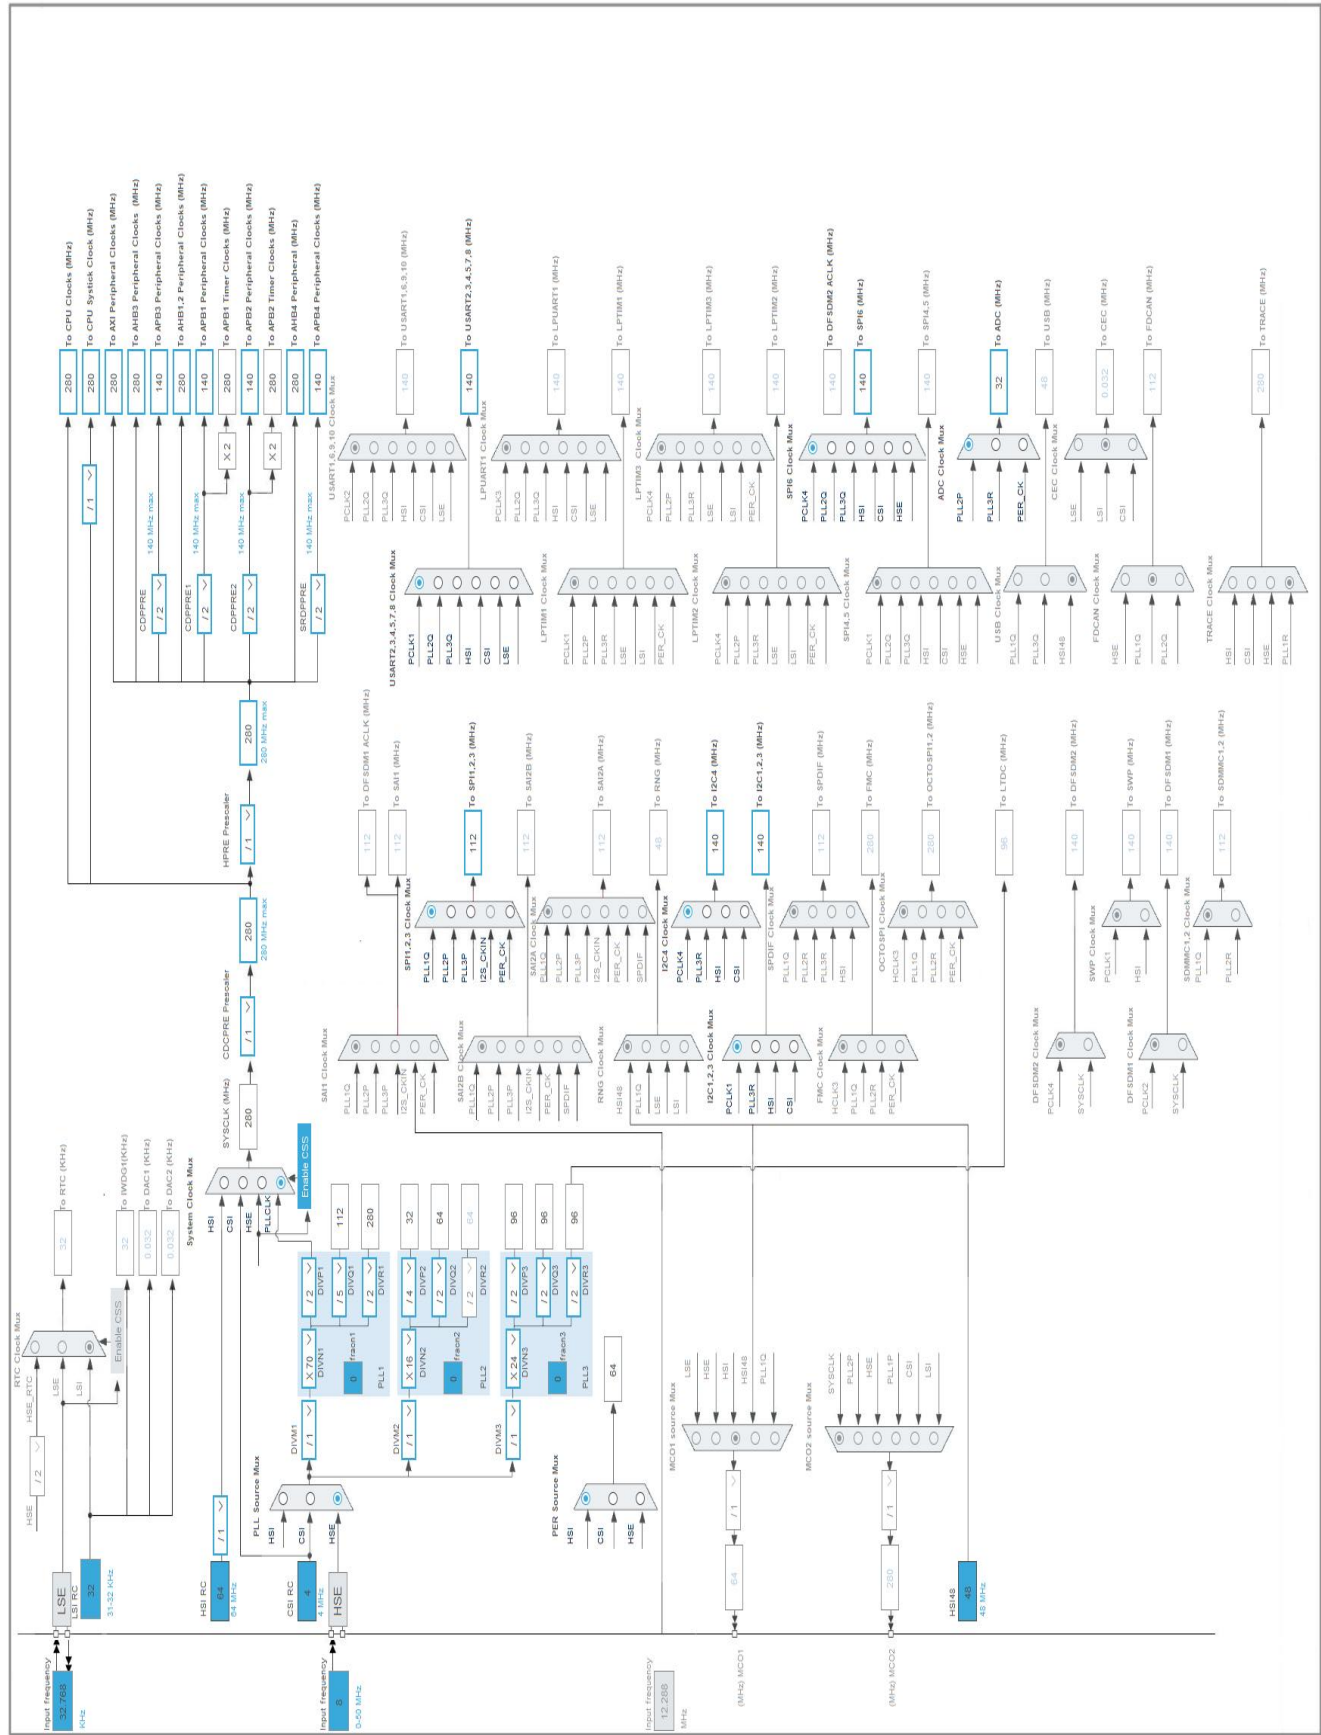 Input frequency
32.768
KHz
LSE
LSI RC
32
31-32 KHz
HSE
/ 2
HSE_RTC
LSE
LSI
RTC Clock Mux
Enable CSS
32
To RTC (KHz)
32
To IWDG1(KHz)
0.032
To DAC1 (KHz)
0.032
To DAC2 (KHz)
HSI RC
64
64 MHz
/ 1
CSI RC
4
4 MHz
Input frequency
8
0-50 MHz
HSE
System Clock Mux
HSI
CSI
HSE
PLLCLK
Enable CSS
SYSCLK (MHz)
280
CDCPRE Prescaler
/ 1
280
280 MHz max
HPRE Prescaler
/ 1
280
280 MHz max
/ 1
CDPPRE
/ 2
140 MHz max
CDPPRE1
/ 2
140 MHz max
CDPPRE2
/ 2
140 MHz max
SRDPPRE
/ 2
140 MHz max
X 2
X 2
280
To CPU Clocks (MHz)
280
To CPU Systick Clock (MHz)
280
To AXI Peripheral Clocks (MHz)
280
To AHB3 Peripheral Clocks (MHz)
140
To APB3 Peripheral Clocks (MHz)
280
To AHB1,2 Peripheral Clocks (MHz)
140
To APB1 Peripheral Clocks (MHz)
280
To APB1 Timer Clocks (MHz)
140
To APB2 Peripheral Clocks (MHz)
280
To APB2 Timer Clocks (MHz)
280
To AHB4 Peripheral (MHz)
140
To APB4 Peripheral Clocks (MHz)
PLL Source Mux
HSI
CSI
HSE
DIVM1
/ 1
X 70
DIVN1
0
fracn1
PLL1
/ 2
DIVP1
/ 5
DIVQ1
112
/ 2
DIVR1
280
DIVM2
/ 1
X 16
DIVN2
0
fracn2
PLL2
/ 4
DIVP2
32
/ 2
DIVQ2
64
/ 2
DIVR2
64
DIVM3
/ 1
X 24
DIVN3
0
fracn3
PLL3
/ 2
DIVP3
96
/ 2
DIVQ3
96
/ 2
DIVR3
96
PER Source Mux
HSI
CSI
HSE
64
Input frequency
12.288
MHz
(MHz) MCO1
64
/ 1
MCO1 source Mux
LSE
HSE
HSI
HSI48
PLL1Q
(MHz) MCO2
280
/ 1
MCO2 source Mux
SYSCLK
PLL2P
HSE
PLL1P
CSI
LSI
HSI48
48
48 MHz
SAI1 Clock Mux
PLL1Q
PLL2P
PLL3P
I2S_CKIN
PER_CK
112
To DFSDM1 ACLK (MHz)
112
To SAI1 (MHz)
SPI1,2,3 Clock Mux
PLL1Q
PLL2P
PLL3P
I2S_CKIN
PER_CK
112
To SPI1,2,3 (MHz)
SAI2B Clock Mux
PLL1Q
PLL2P
PLL3P
I2S_CKIN
PER_CK
SPDIF
112
To SAI2B (MHz)
SAI2A Clock Mux
PLL1Q
PLL2P
PLL3P
I2S_CKIN
PER_CK
SPDIF
112
To SAI2A (MHz)
RNG Clock Mux
HSI48
PLL1Q
LSE
LSI
48
To RNG (MHz)
I2C4 Clock Mux
PCLK4
PLL3R
HSI
CSI
140
To I2C4 (MHz)
I2C1,2,3 Clock Mux
PCLK1
PLL3R
HSI
CSI
140
To I2C1,2,3 (MHz)
SPDIF Clock Mux
PLL1Q
PLL2R
PLL3R
HSI
112
To SPDIF (MHz)
FMC Clock Mux
HCLK3
PLL1Q
PLL2R
PER_CK
280
To FMC (MHz)
OCTOSPI Clock Mux
HCLK3
PLL1Q
PLL2R
PER_CK
280
To OCTOSPI1,2 (MHz)
96
To LTDC (MHz)
DFSDM2 Clock Mux
PCLK4
SYSCLK
140
To DFSDM2 (MHz)
SWP Clock Mux
PCLK1
HSI
140
To SWP (MHz)
DFSDM1 Clock Mux
PCLK2
SYSCLK
140
To DFSDM1 (MHz)
SDMMC1,2 Clock Mux
PLL1Q
PLL2R
112
To SDMMC1,2 (MHz)
USART1,6,9,10 Clock Mux
PCLK2
PLL2Q
PLL3Q
HSI
CSI
LSE
140
To USART1,6,9,10 (MHz)
USART2,3,4,5,7,8 Clock Mux
PCLK1
PLL2Q
PLL3Q
HSI
CSI
LSE
140
To USART2,3,4,5,7,8 (MHz)
LPUART1 Clock Mux
PCLK3
PLL2Q
PLL3Q
HSI
CSI
LSE
140
To LPUART1 (MHz)
LPTIM1 Clock Mux
PCLK1
PLL2P
PLL3R
LSE
LSI
PER_CK
140
To LPTIM1 (MHz)
LPTIM3 Clock Mux
PCLK4
PLL2P
PLL3R
LSE
LSI
PER_CK
140
To LPTIM3 (MHz)
LPTIM2 Clock Mux
PCLK4
PLL2P
PLL3R
LSE
LSI
PER_CK
140
To LPTIM2 (MHz)
SPI6 Clock Mux
PCLK4
PLL2Q
PLL3Q
HSI
CSI
HSE
140
To DFSDM2 ACLK (MHz)
140
To SPI6 (MHz)
SPI4,5 Clock Mux
PCLK1
PLL2Q
PLL3Q
HSI
CSI
HSE
140
To SPI4,5 (MHz)
ADC Clock Mux
PLL2P
PLL3R
PER_CK
32
To ADC (MHz)
USB Clock Mux
PLL1Q
PLL3Q
HSI48
48
To USB (MHz)
CEC Clock Mux
LSE
LSI
CSI
0.032
To CEC (MHz)
FDCAN Clock Mux
HSE
PLL1Q
PLL2Q
112
To FDCAN (MHz)
TRACE Clock Mux
HSI
CSI
HSE
PLL1R
280
To TRACE (MHz)